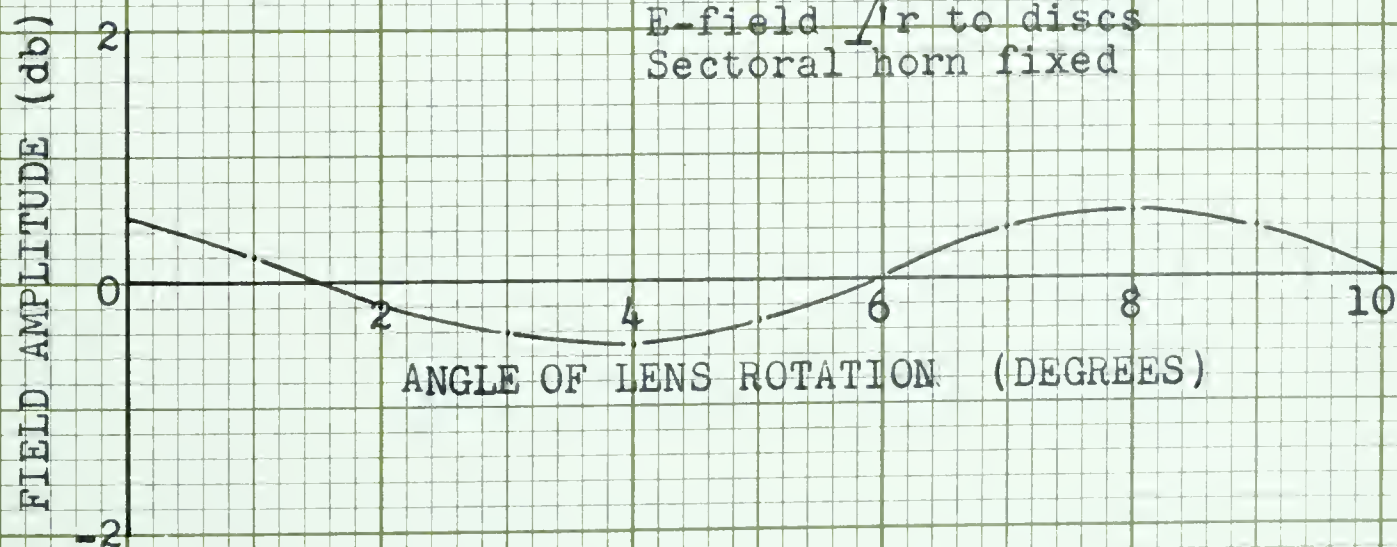 E-field ⊥'r to discs
Sectoral horn fixed
FIELD AMPLITUDE (db)
2
0
-2
2 4 6 8 10
ANGLE OF LENS ROTATION (DEGREES)